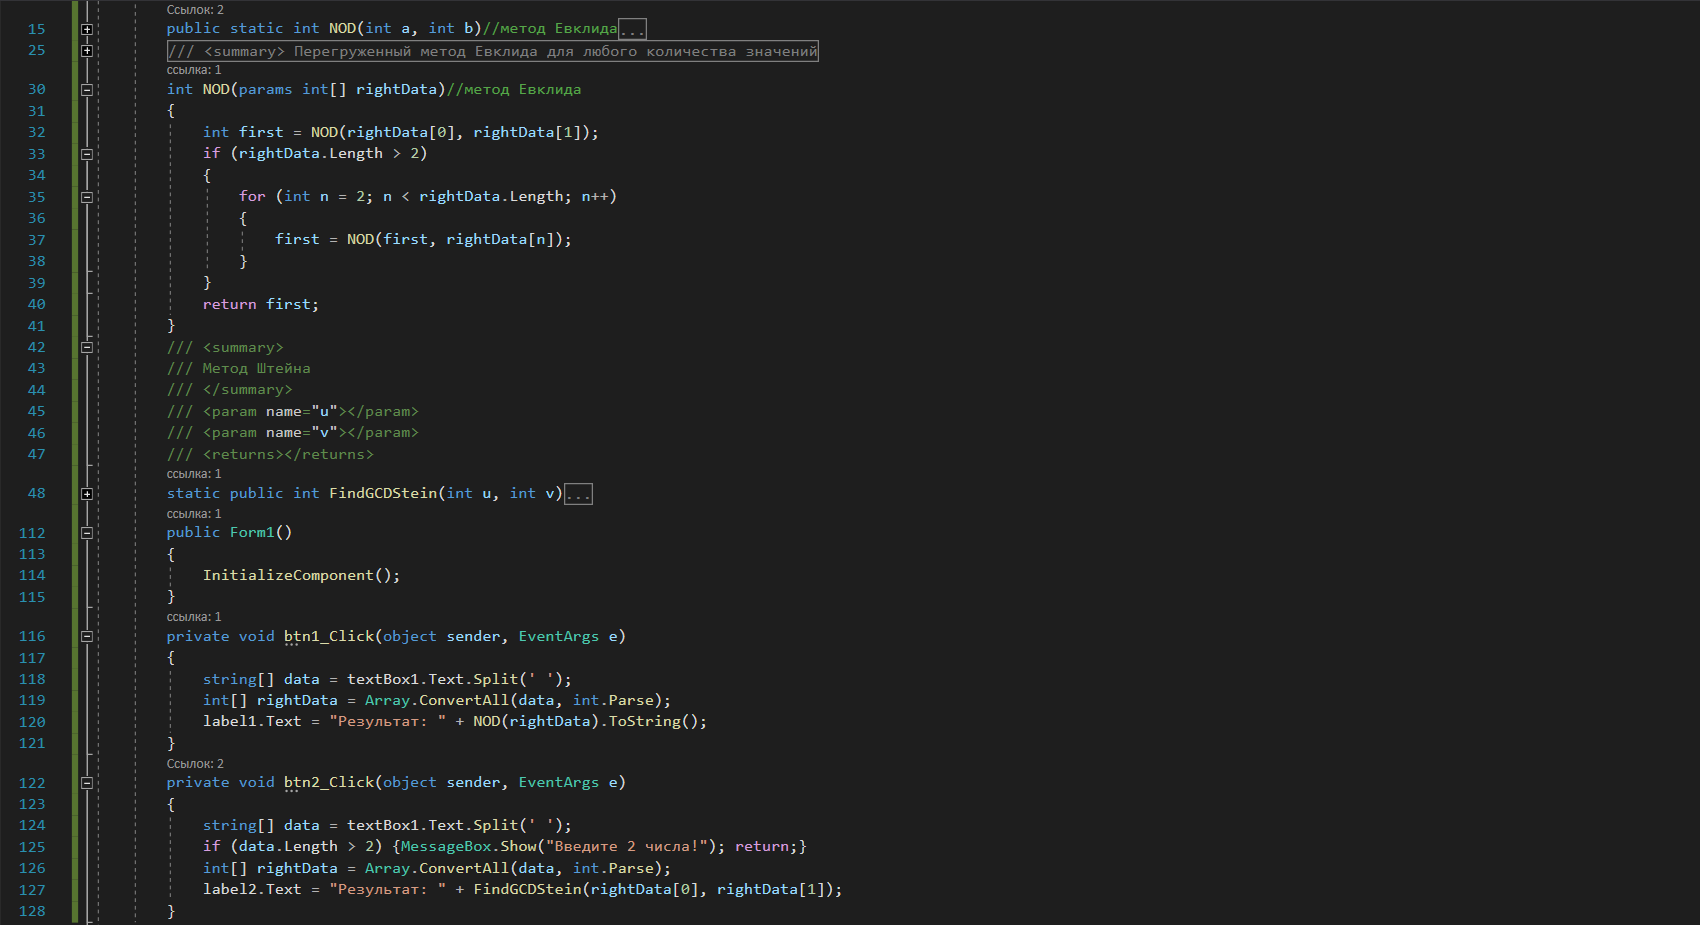 Ссылок: 2
15 public static int NOD(int a, int b)//метод Евклида...
25 /// <summary> Перегруженный метод Евклида для любого количества значений
ссылка: 1
30 int NOD(params int[] rightData)//метод Евклида
31 {
32 int first = NOD(rightData[0], rightData[1]);
33 if (rightData.Length > 2)
34 {
35 for (int n = 2; n < rightData.Length; n++)
36 {
37 first = NOD(first, rightData[n]);
38 }
39 }
40 return first;
41 }
42 /// <summary>
43 /// Метод Штейна
44 /// </summary>
45 /// <param name="u"></param>
46 /// <param name="v"></param>
47 /// <returns></returns>
ссылка: 1
48 static public int FindGCDStein(int u, int v)...
ссылка: 1
112 public Form1()
113 {
114 InitializeComponent();
115 }
ссылка: 1
116 private void btn1_Click(object sender, EventArgs e)
117 {
118 string[] data = textBox1.Text.Split(' ');
119 int[] rightData = Array.ConvertAll(data, int.Parse);
120 label1.Text = "Результат: " + NOD(rightData).ToString();
121 }
Ссылок: 2
122 private void btn2_Click(object sender, EventArgs e)
123 {
124 string[] data = textBox1.Text.Split(' ');
125 if (data.Length > 2) {MessageBox.Show("Введите 2 числа!"); return;}
126 int[] rightData = Array.ConvertAll(data, int.Parse);
127 label2.Text = "Результат: " + FindGCDStein(rightData[0], rightData[1]);
128 }